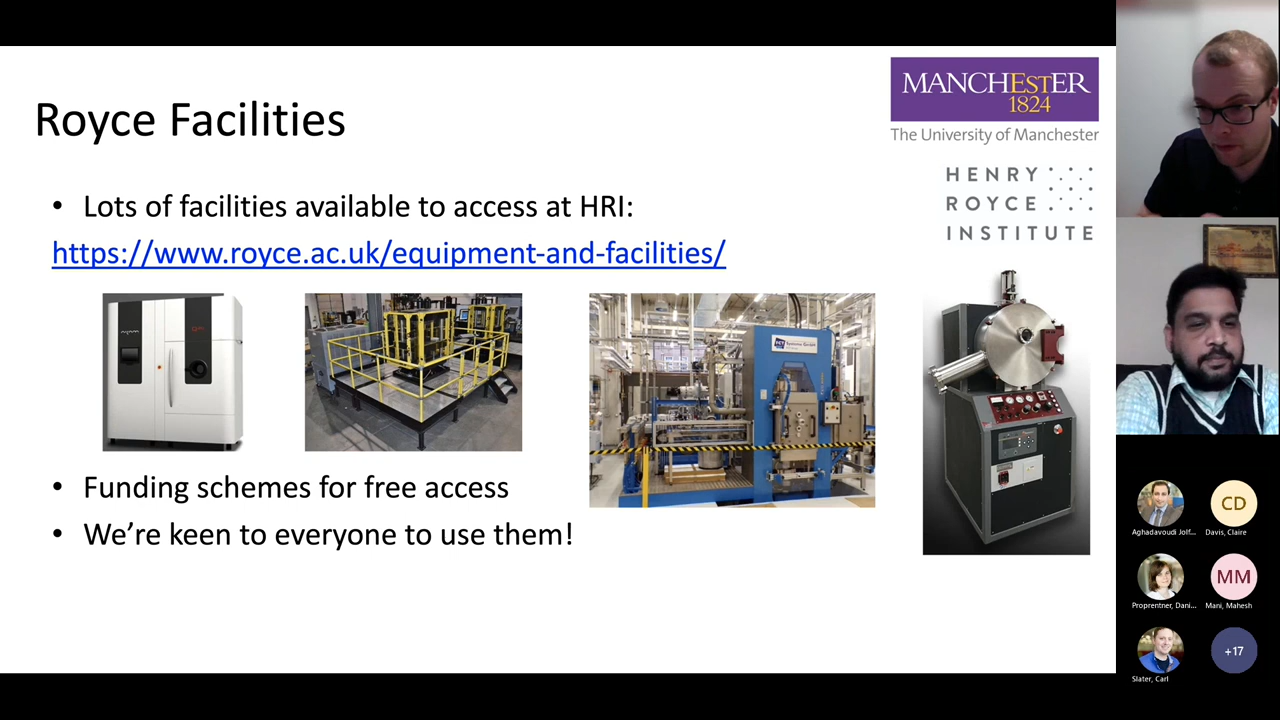 Royce Facilities
MANCHESTER
1824
The University of Manchester
HENRY
ROYCE
INSTITUTE
• Lots of facilities available to access at HRI:
https://www.royce.ac.uk/equipment-and-facilities/
• Funding schemes for free access
• We’re keen to everyone to use them!
CD
Aghadavoudi Jolf...
Davis, Claire
MM
Proprentner, Dani...
Mani, Mahesh
+17
Slater, Carl